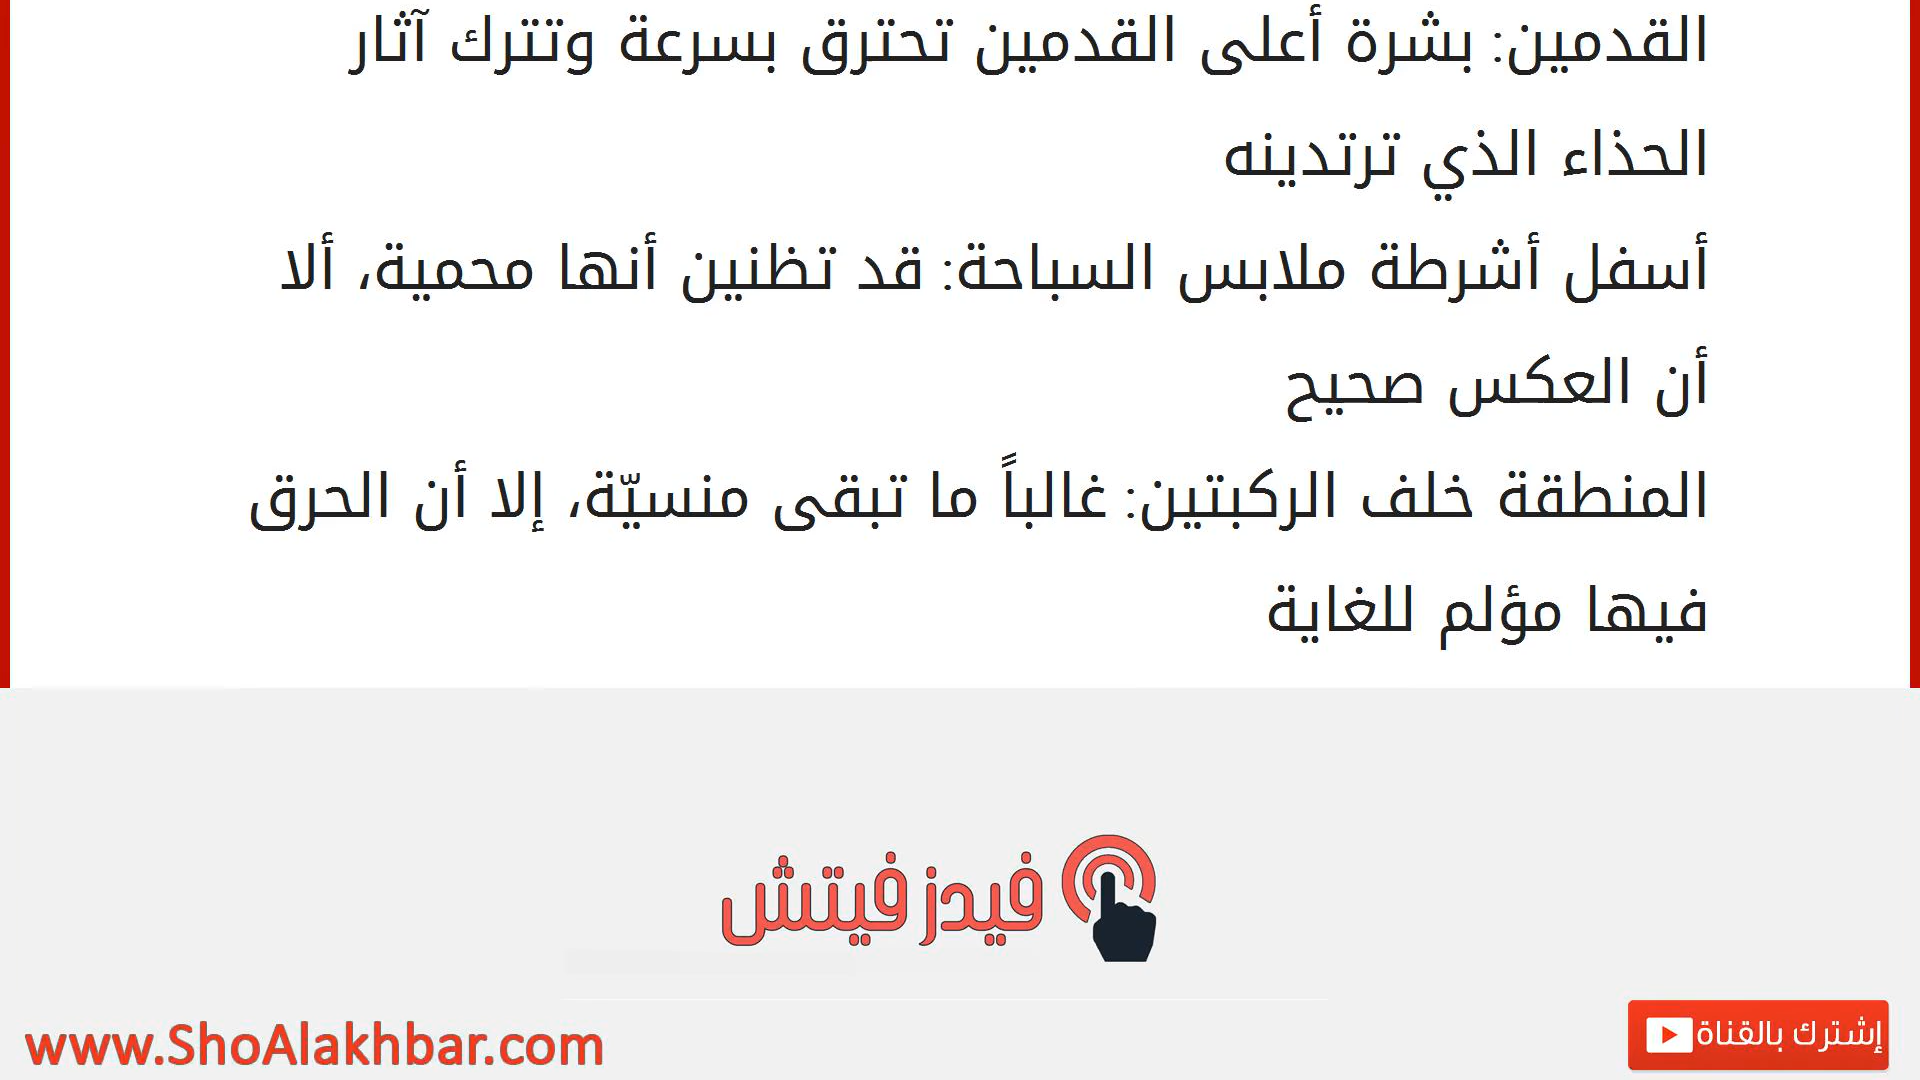 القدمين: بشرة أعلى القدمين تحترق بسرعة وتترك آثار
الحذاء الذي ترتدينه
أسفل أشرطة ملابس السباحة: قد تظنين أنها محمية، ألا
أن العكس صحيح
المنطقة خلف الركبتين: غالباً ما تبقى منسيّة، إلا أن الحرق
فيها مؤلم للغاية
فيدز فيتش
www.ShoAlakhbar.com
إشترك بالقناة